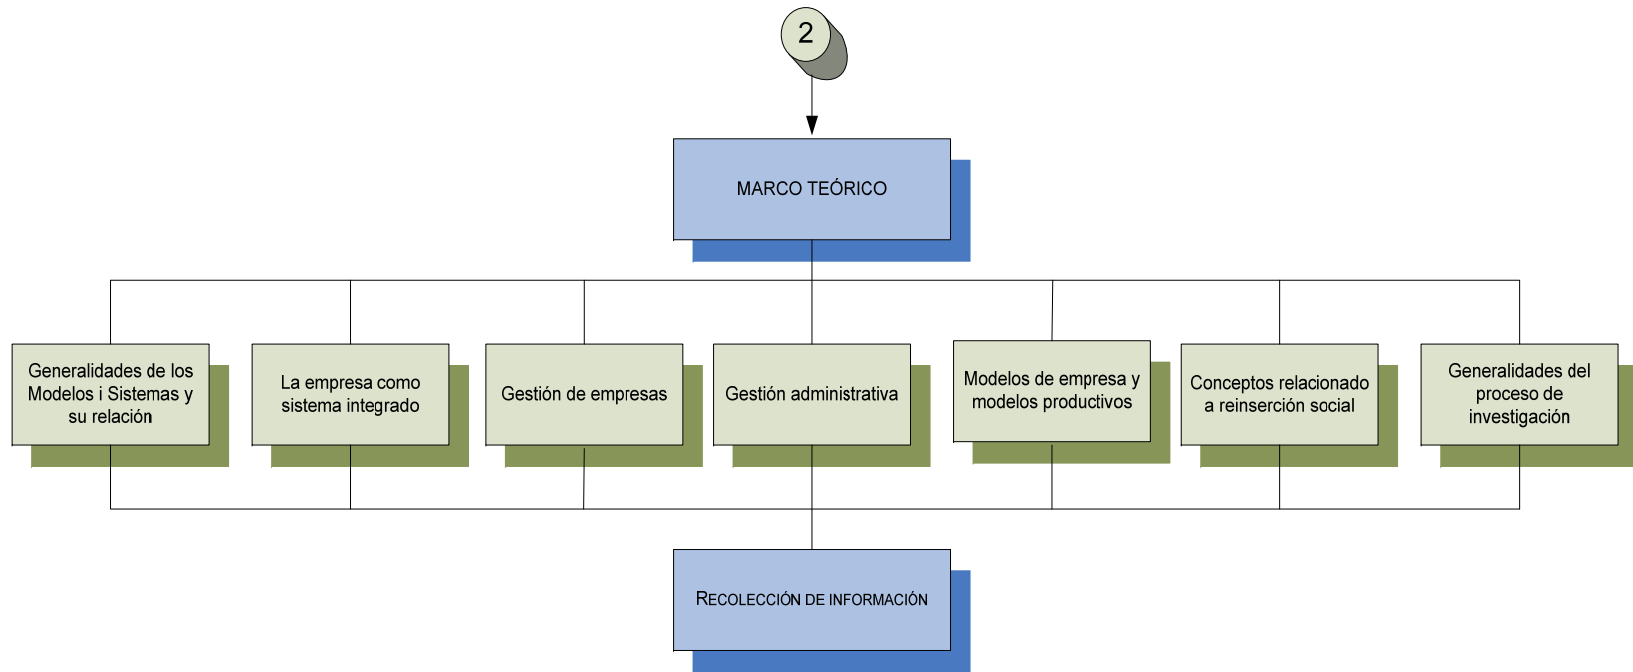 2
MARCO TEÓRICO
Generalidades de los
Modelos i Sistemas y
su relación
La empresa como
sistema integrado
Gestión de empresas
Gestión administrativa
Modelos de empresa y
modelos productivos
Conceptos relacionado
a reinserción social
Generalidades del
proceso de
investigación
RECOLECCIÓN DE INFORMACIÓN